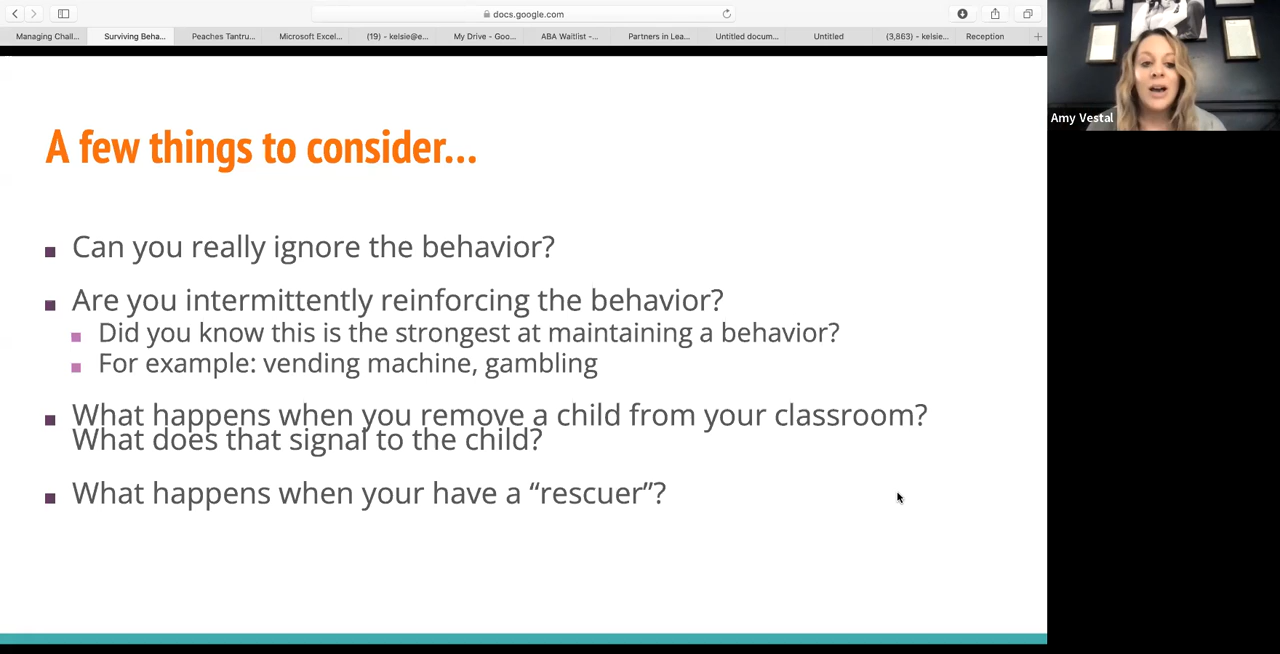 docs.google.com
Managing Chall...
Surviving Beha...
Peaches Tantru...
Microsoft Excel...
(19) - kelsie@e...
My Drive - Goo...
ABA Waitlist -...
Partners in Lea...
Untitled docum...
Untitled
(3,863) - kelsie...
Reception
Amy Vestal
A few things to consider...
Can you really ignore the behavior?
Are you intermittently reinforcing the behavior?
Did you know this is the strongest at maintaining a behavior?
For example: vending machine, gambling
What happens when you remove a child from your classroom?
What does that signal to the child?
What happens when your have a “rescuer”?